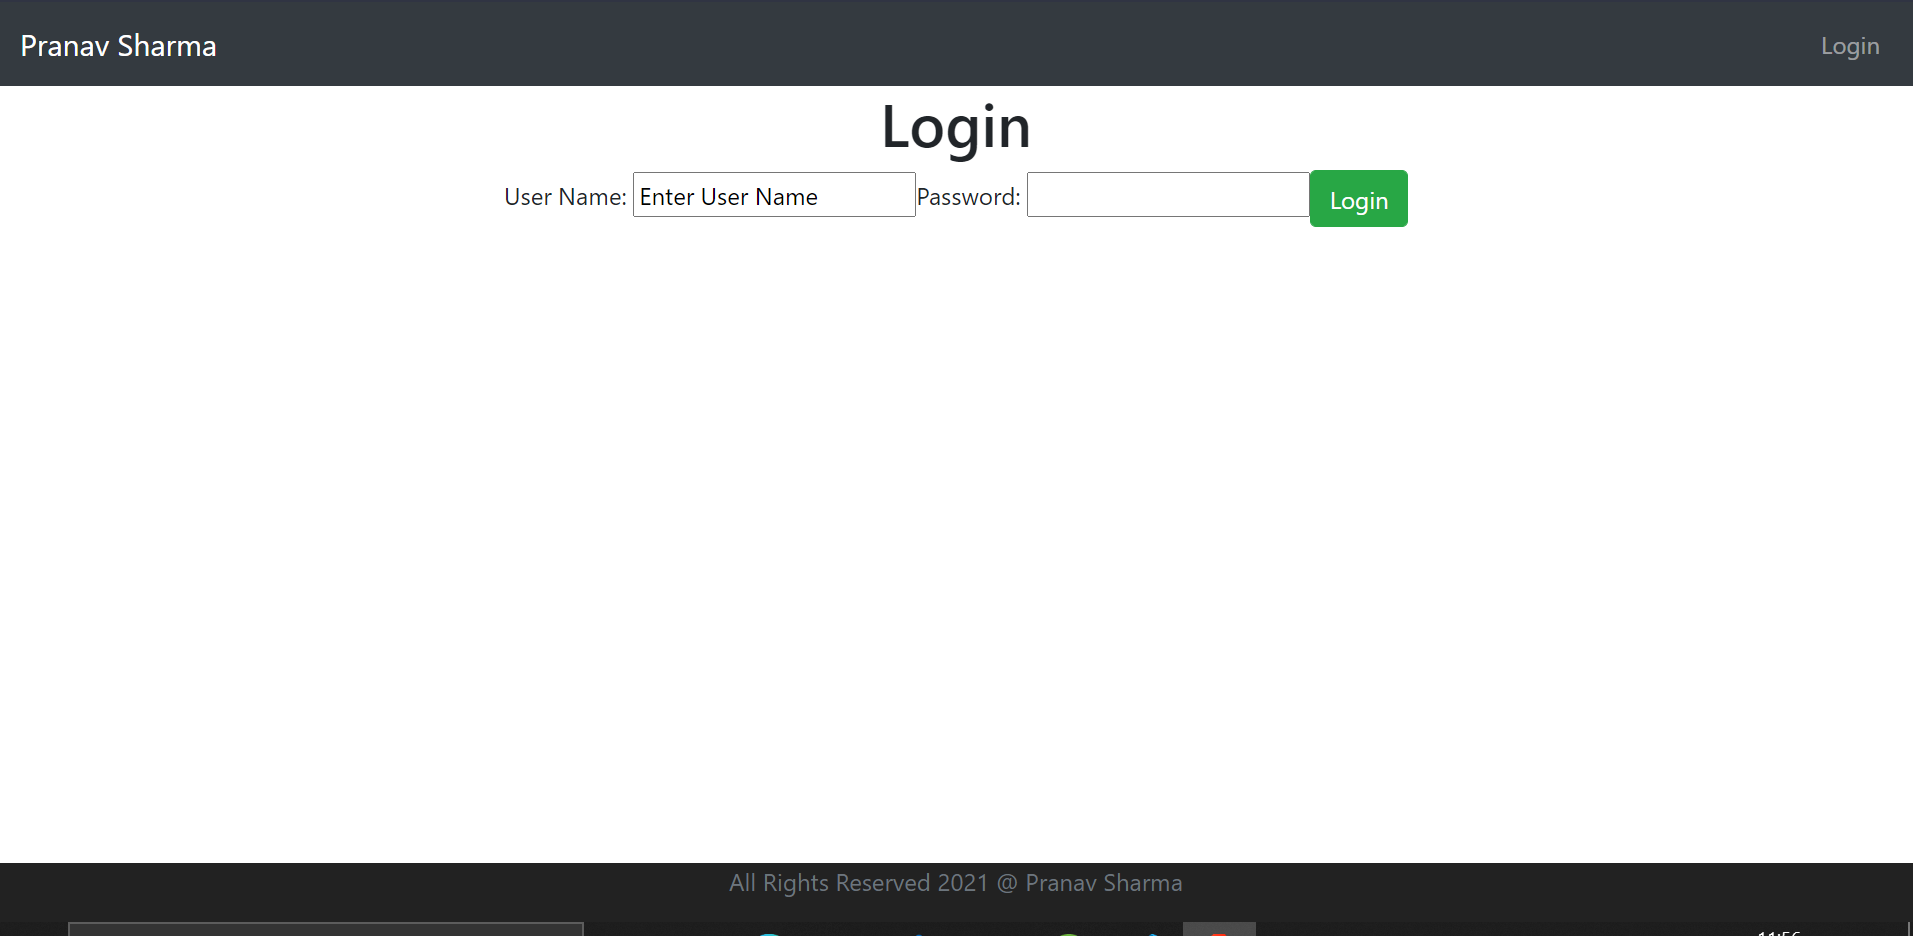 Pranav Sharma Login
Login
User Name: Enter User Name Password: Login
All Rights Reserved 2021 @ Pranav Sharma